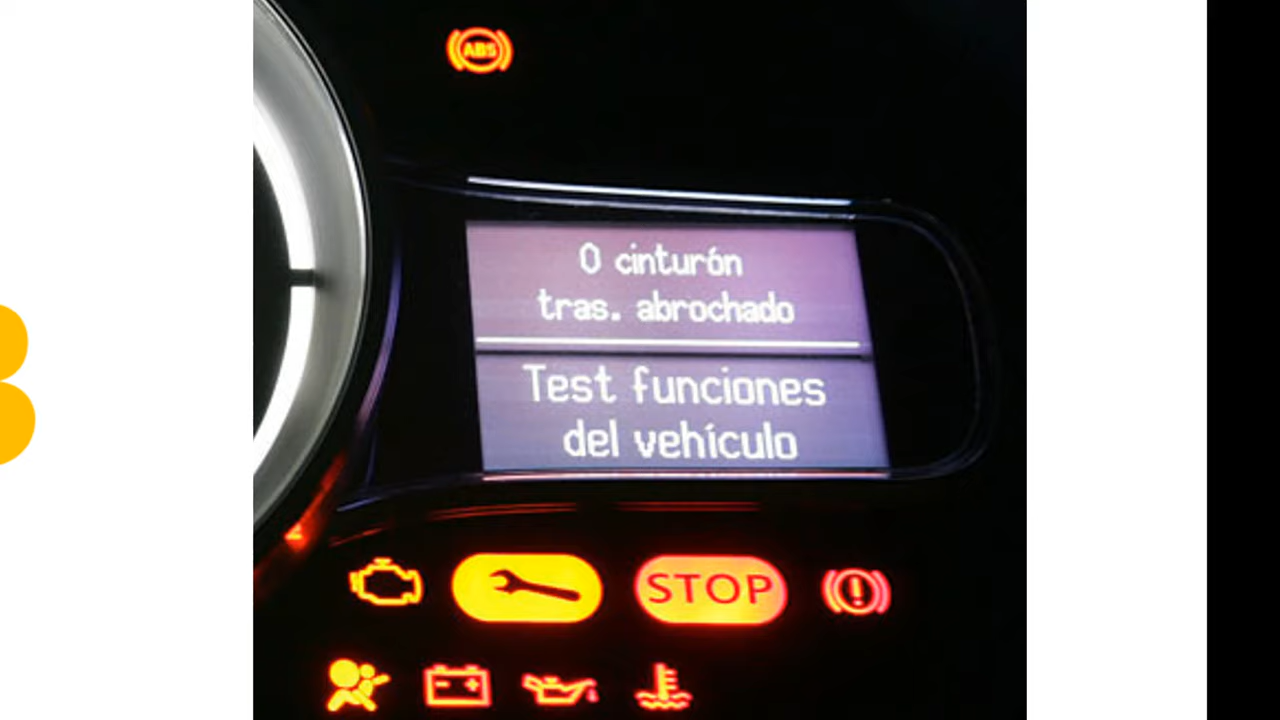 ABS
0 cinturón
tras. abrochado
Test funciones
del vehículo
STOP